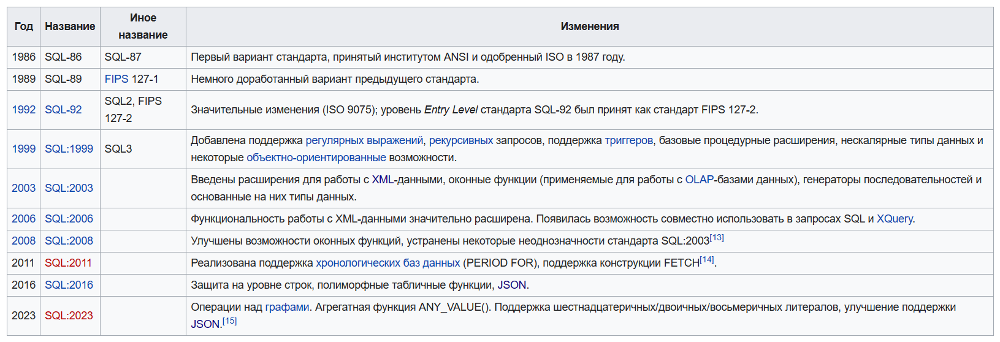 Год Название Иное название Изменения
1986 SQL-86 SQL-87 Первый вариант стандарта, принятый институтом ANSI и одобренный ISO в 1987 году.
1989 SQL-89 FIPS 127-1 Немного доработанный вариант предыдущего стандарта.
1992 SQL-92 SQL2, FIPS 127-2 Значительные изменения (ISO 9075); уровень Entry Level стандарта SQL-92 был принят как стандарт FIPS 127-2.
1999 SQL:1999 SQL3 Добавлена поддержка регулярных выражений, рекурсивных запросов, поддержка триггеров, базовые процедурные расширения, нескалярные типы данных и
некоторые объектно-ориентированные возможности.
2003 SQL:2003 Введены расширения для работы с XML-данными, оконные функции (применяемые для работы с OLAP-базами данных), генераторы последовательностей и
основанные на них типы данных.
2006 SQL:2006 Функциональность работы с XML-данными значительно расширена. Появилась возможность совместно использовать в запросах SQL и XQuery.
2008 SQL:2008 Улучшены возможности оконных функций, устранены некоторые неоднозначности стандарта SQL:2003[13]
2011 SQL:2011 Реализована поддержка хронологических баз данных (PERIOD FOR), поддержка конструкции FETCH[14].
2016 SQL:2016 Защита на уровне строк, полиморфные табличные функции, JSON.
2023 SQL:2023 Операции над графами. Агрегатная функция ANY_VALUE(). Поддержка шестнадцатеричных/двоичных/восьмеричных литералов, улучшение поддержки
JSON.[15]